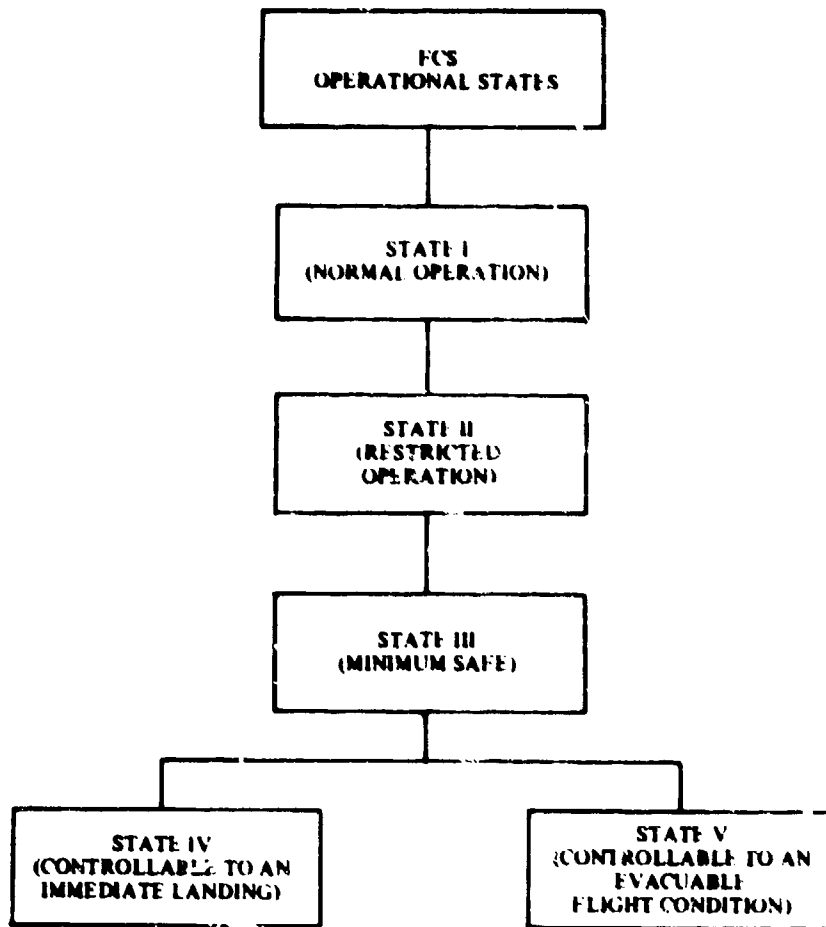 FCS
OPERATIONAL STATES
STATE I
(NORMAL OPERATION)
STATE II
(RESTRICTED
OPERATION)
STATE III
(MINIMUM SAFE)
STATE IV
(CONTROLLABLE TO AN
IMMEDIATE LANDING)
STATE V
(CONTROLLABLE TO AN
EVACUABLE
FLIGHT CONDITION)